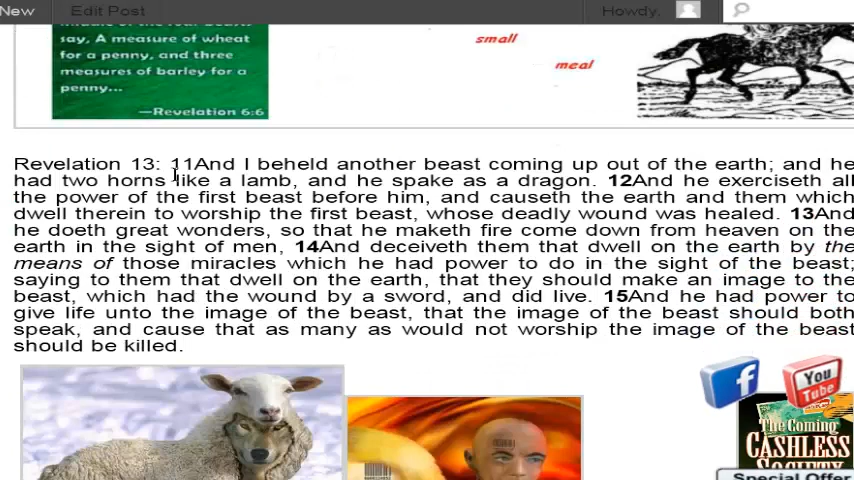 New
Edit Post
Howdy.
say, A measure of wheat
for a penny, and three
measures of barley for a
penny...
—Revelation 6:6
small
meal
Revelation 13: 11And I beheld another beast coming up out of the earth; and he
had two horns like a lamb, and he spake as a dragon. 12And he exerciseth all
the power of the first beast before him, and causeth the earth and them which
dwell therein to worship the first beast, whose deadly wound was healed. 13And
he doeth great wonders, so that he maketh fire come down from heaven on the
earth in the sight of men, 14And deceiveth them that dwell on the earth by the
means of those miracles which he had power to do in the sight of the beast;
saying to them that dwell on the earth, that they should make an image to the
beast, which had the wound by a sword, and did live. 15And he had power to
give life unto the image of the beast, that the image of the beast should both
speak, and cause that as many as would not worship the image of the beast
should be killed.
f
You
Tube
The Coming
CASHLESS
SOCIETY
Special Offer